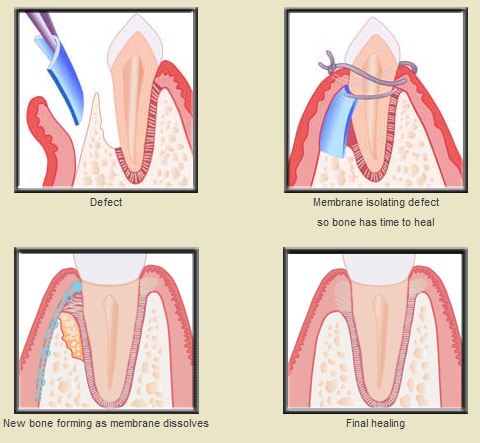 Defect
Membrane isolating defect
so bone has time to heal
New bone forming as membrane dissolves
Final healing